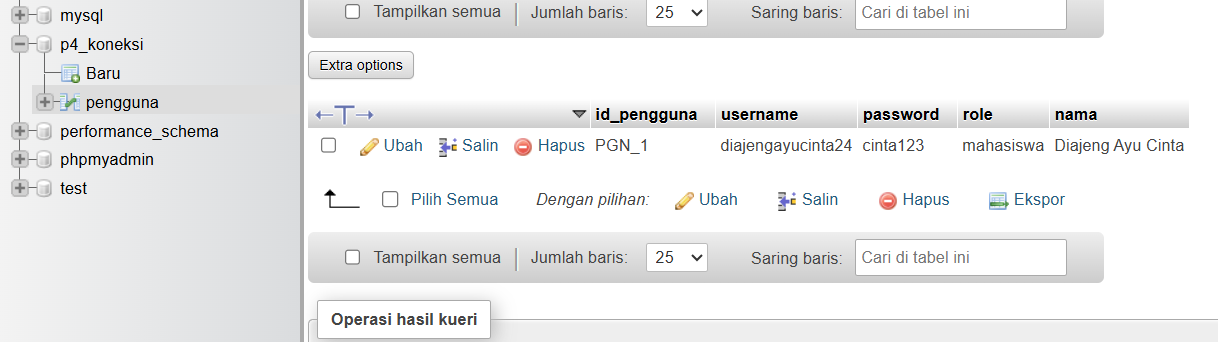 mysql
p4_koneksi
Baru
pengguna
performance_schema
phpmyadmin
test
Tampilkan semua Jumlah baris: 25 Saring baris: Cari di tabel ini
Extra options
id_pengguna username password role nama
Ubah Salin Hapus PGN_1 diajengayucinta24 cinta123 mahasiswa Diajeng Ayu Cinta
Pilih Semua Dengan pilihan: Ubah Salin Hapus Ekspor
Tampilkan semua Jumlah baris: 25 Saring baris: Cari di tabel ini
Operasi hasil kueri